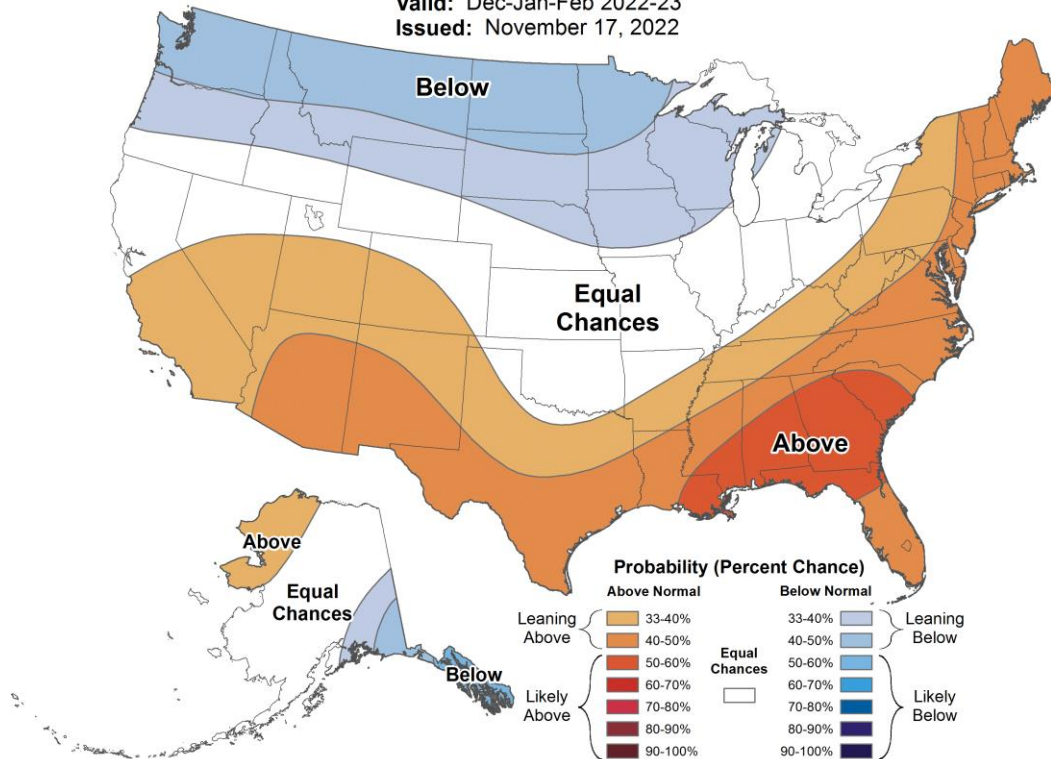 Valid: Dec-Jan-Feb 2022-23
Issued: November 17, 2022
Below
Equal
Chances
Above
Above
Equal
Chances
Below
Probability (Percent Chance)
Above Normal
Below Normal
Leaning
Above
33-40%
40-50%
Likely
Above
50-60%
60-70%
70-80%
80-90%
90-100%
Equal
Chances
33-40%
40-50%
Leaning
Below
50-60%
60-70%
70-80%
80-90%
90-100%
Likely
Below